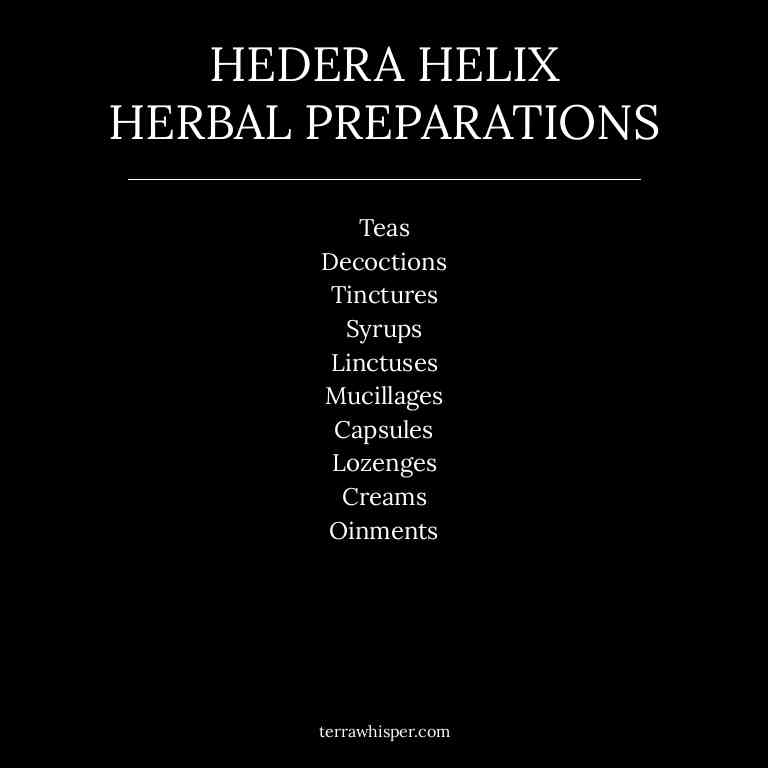 HEDERA HELIX
HERBAL PREPARATIONS
Teas
Decoctions
Tinctures
Syrups
Linctuses
Mucillages
Capsules
Lozenges
Creams
Oinments
terrawhisper.com